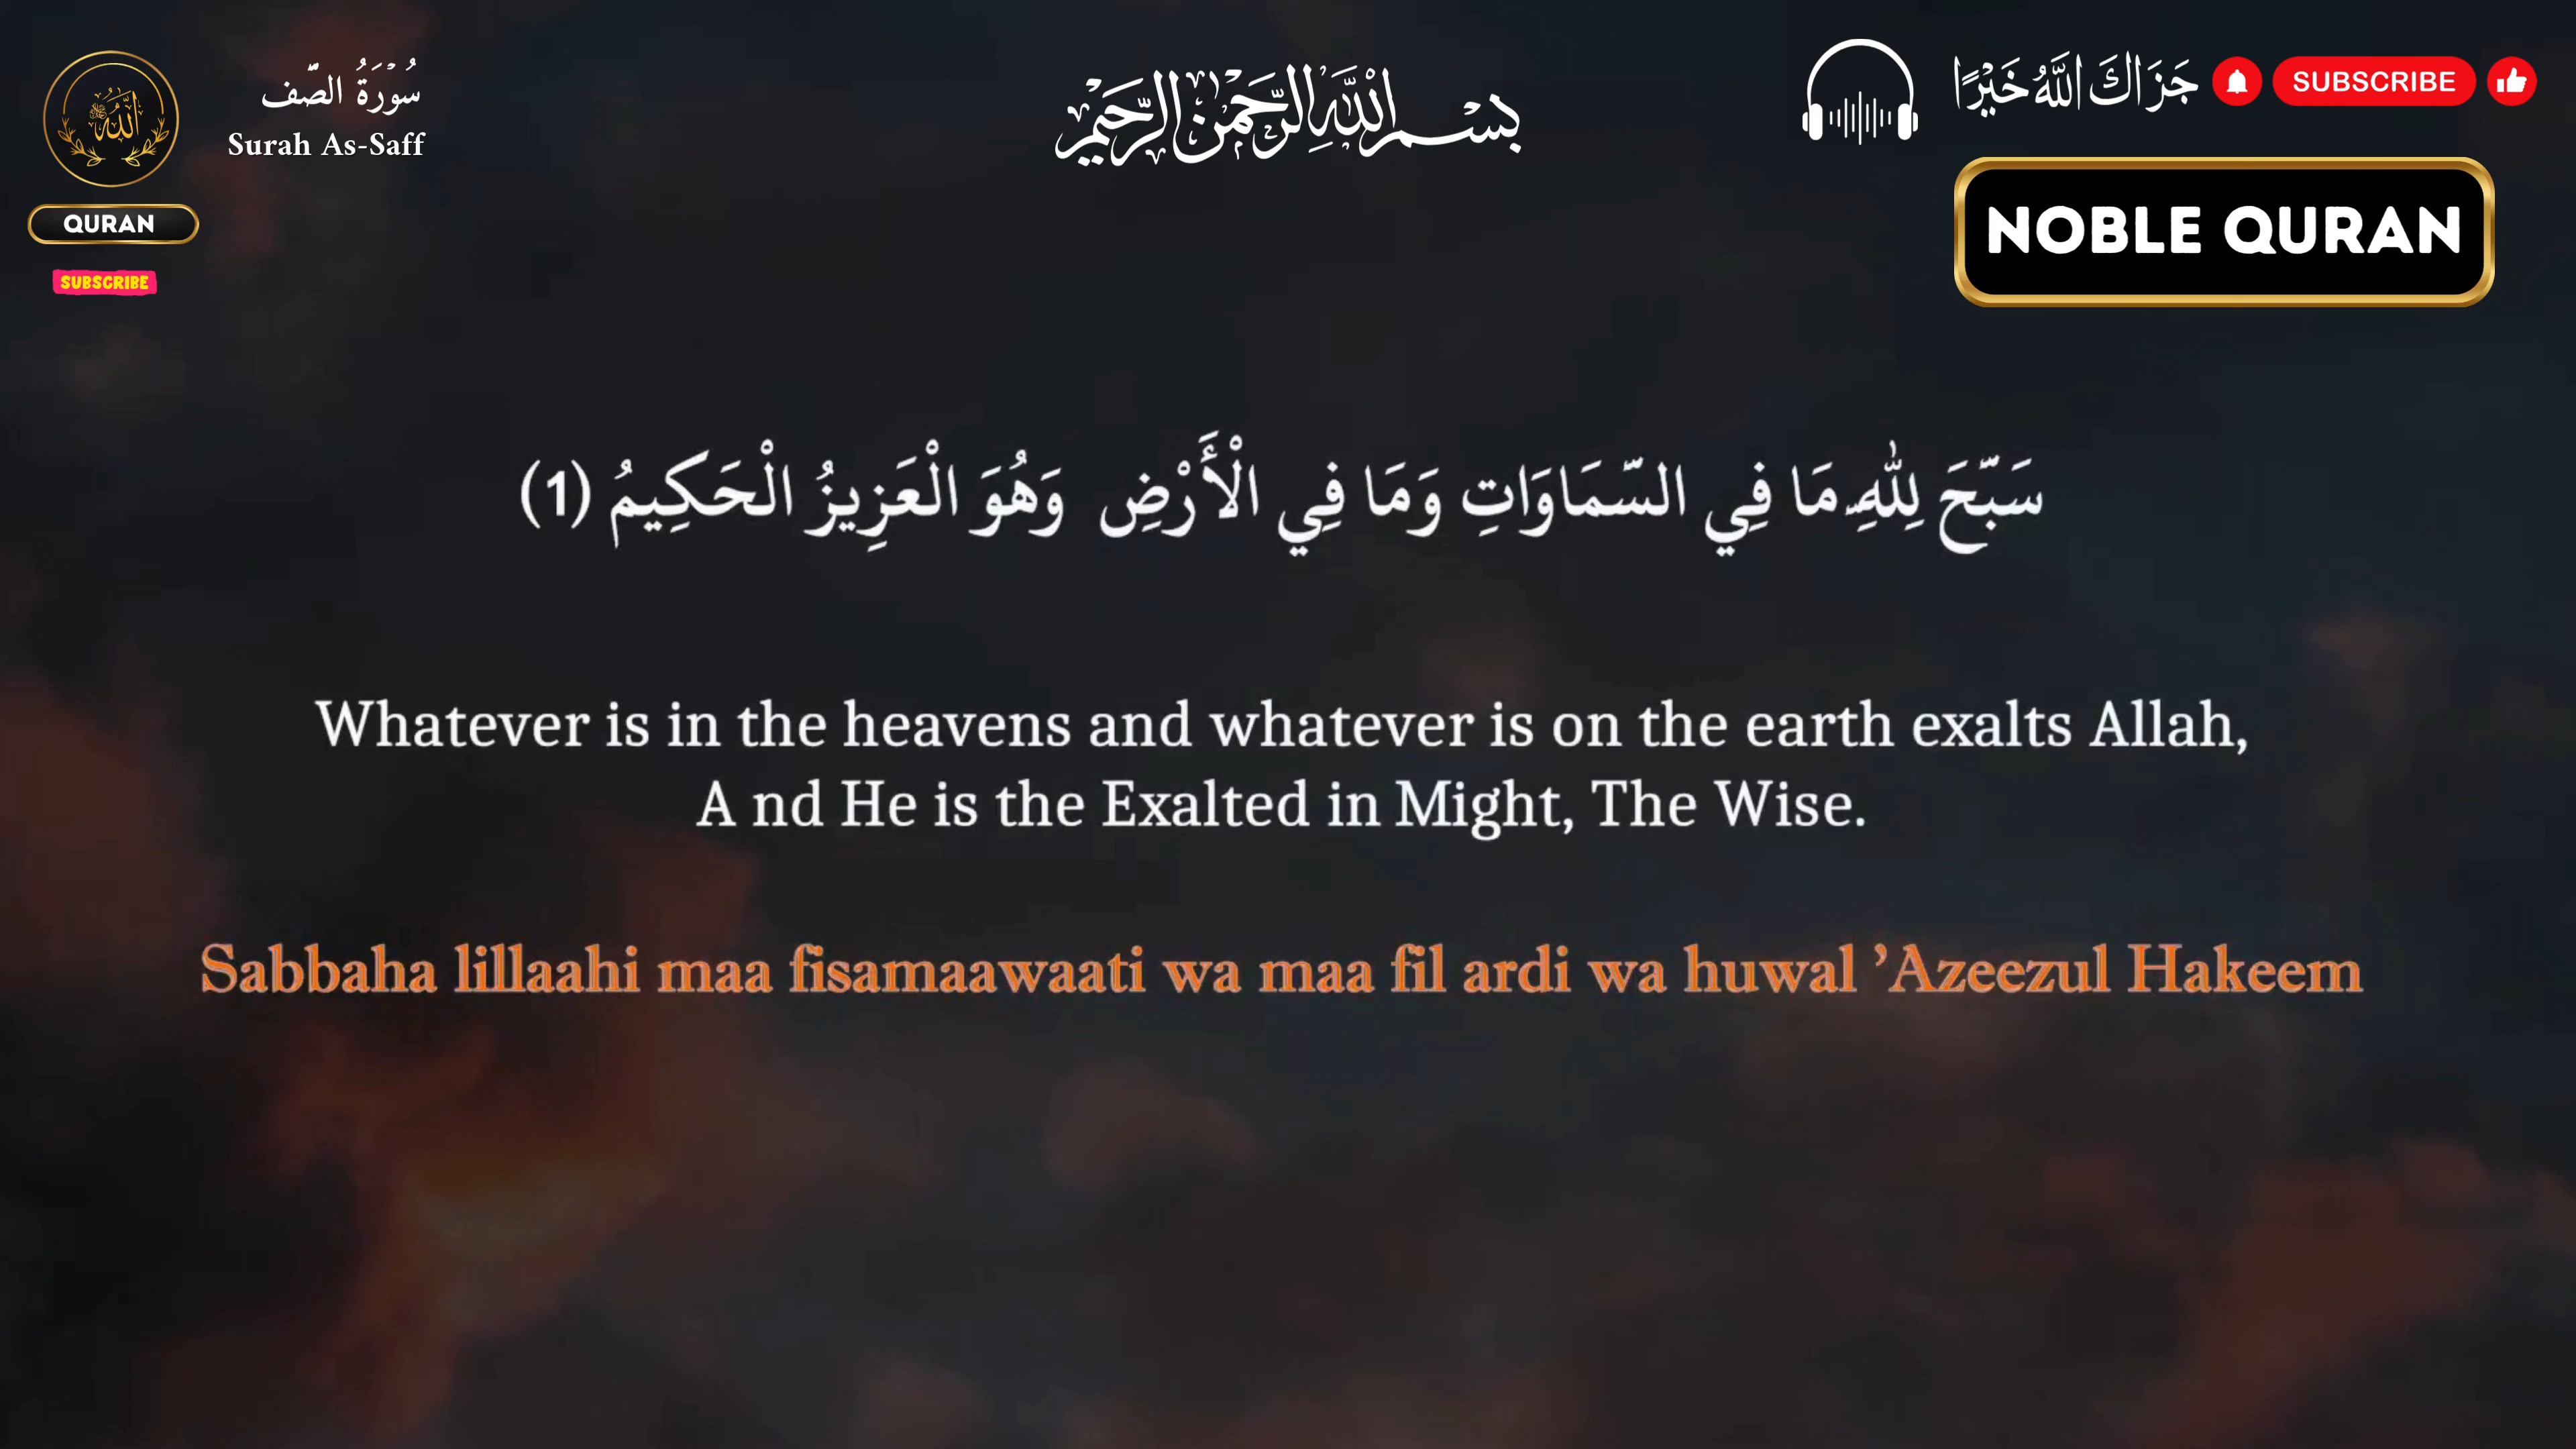 سُورَةُ الصَّف
Surah As-Saff
QURAN
SUBSCRIBE
بِسْمِ اللَّهِ الرَّحْمَٰنِ الرَّحِيمِ
جَزَاكَ اللَّهُ خَيْرًا
SUBSCRIBE
NOBLE QURAN
سَبَّحَ لِلَّهِ مَا فِي السَّمَاوَاتِ وَمَا فِي الْأَرْضِ وَهُوَ الْعَزِيزُ الْحَكِيمُ (1)
Whatever is in the heavens and whatever is on the earth exalts Allah,
A nd He is the Exalted in Might, The Wise.
Sabbaha lillaahi maa fisamaawaati wa maa fil ardi wa huwal ’Azeezul Hakeem